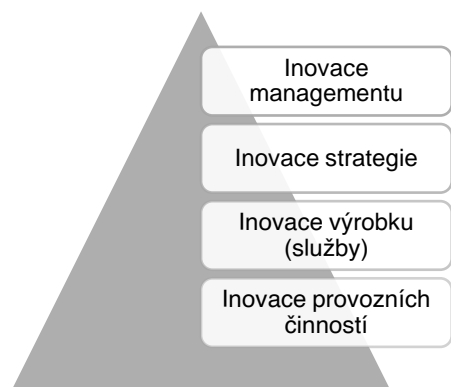 Inovace
managementu
Inovace strategie
Inovace výrobku
(služby)
Inovace provozních
činností